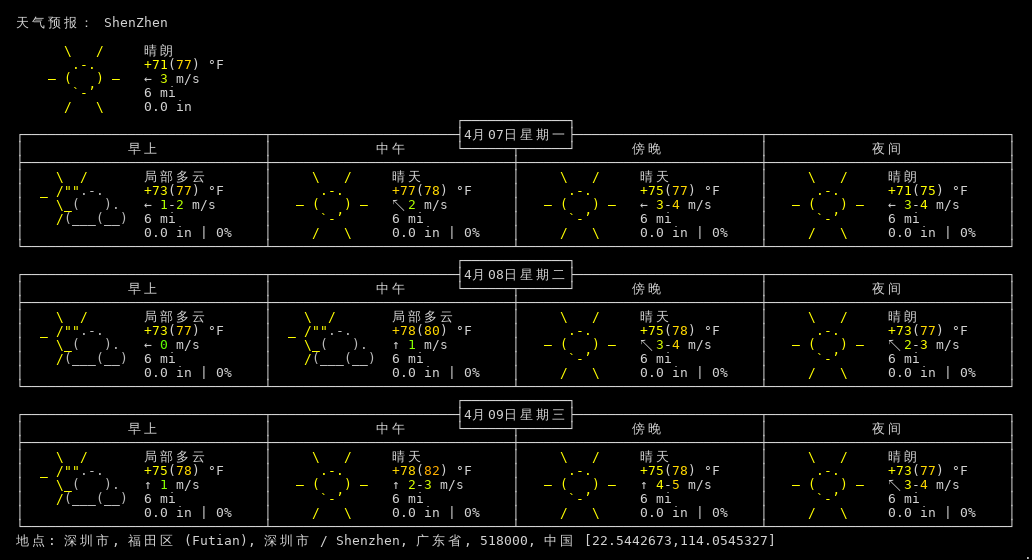 天气预报： ShenZhen
晴朗
+71(77) °F
← 3 m/s
6 mi
0.0 in
4月07日星期一
早上 中午 傍晚 夜间
局部多云 晴天 晴天 晴朗
+73(77) °F +77(78) °F +75(77) °F +71(75) °F
← 1-2 m/s ↖ 2 m/s ← 3-4 m/s ← 3-4 m/s
6 mi 6 mi 6 mi 6 mi
0.0 in | 0% 0.0 in | 0% 0.0 in | 0% 0.0 in | 0%
4月08日星期二
早上 中午 傍晚 夜间
局部多云 局部多云 晴天 晴朗
+73(77) °F +78(80) °F +75(78) °F +73(77) °F
← 0 m/s ↑ 1 m/s ↖ 3-4 m/s ↖ 2-3 m/s
6 mi 6 mi 6 mi 6 mi
0.0 in | 0% 0.0 in | 0% 0.0 in | 0% 0.0 in | 0%
4月09日星期三
早上 中午 傍晚 夜间
局部多云 晴天 晴天 晴朗
+75(78) °F +78(82) °F +75(78) °F +73(77) °F
↑ 1 m/s ↑ 2-3 m/s ↑ 4-5 m/s ↖ 3-4 m/s
6 mi 6 mi 6 mi 6 mi
0.0 in | 0% 0.0 in | 0% 0.0 in | 0% 0.0 in | 0%
地点: 深圳市, 福田区 (Futian), 深圳市 / Shenzhen, 广东省, 518000, 中国 [22.5442673,114.0545327]